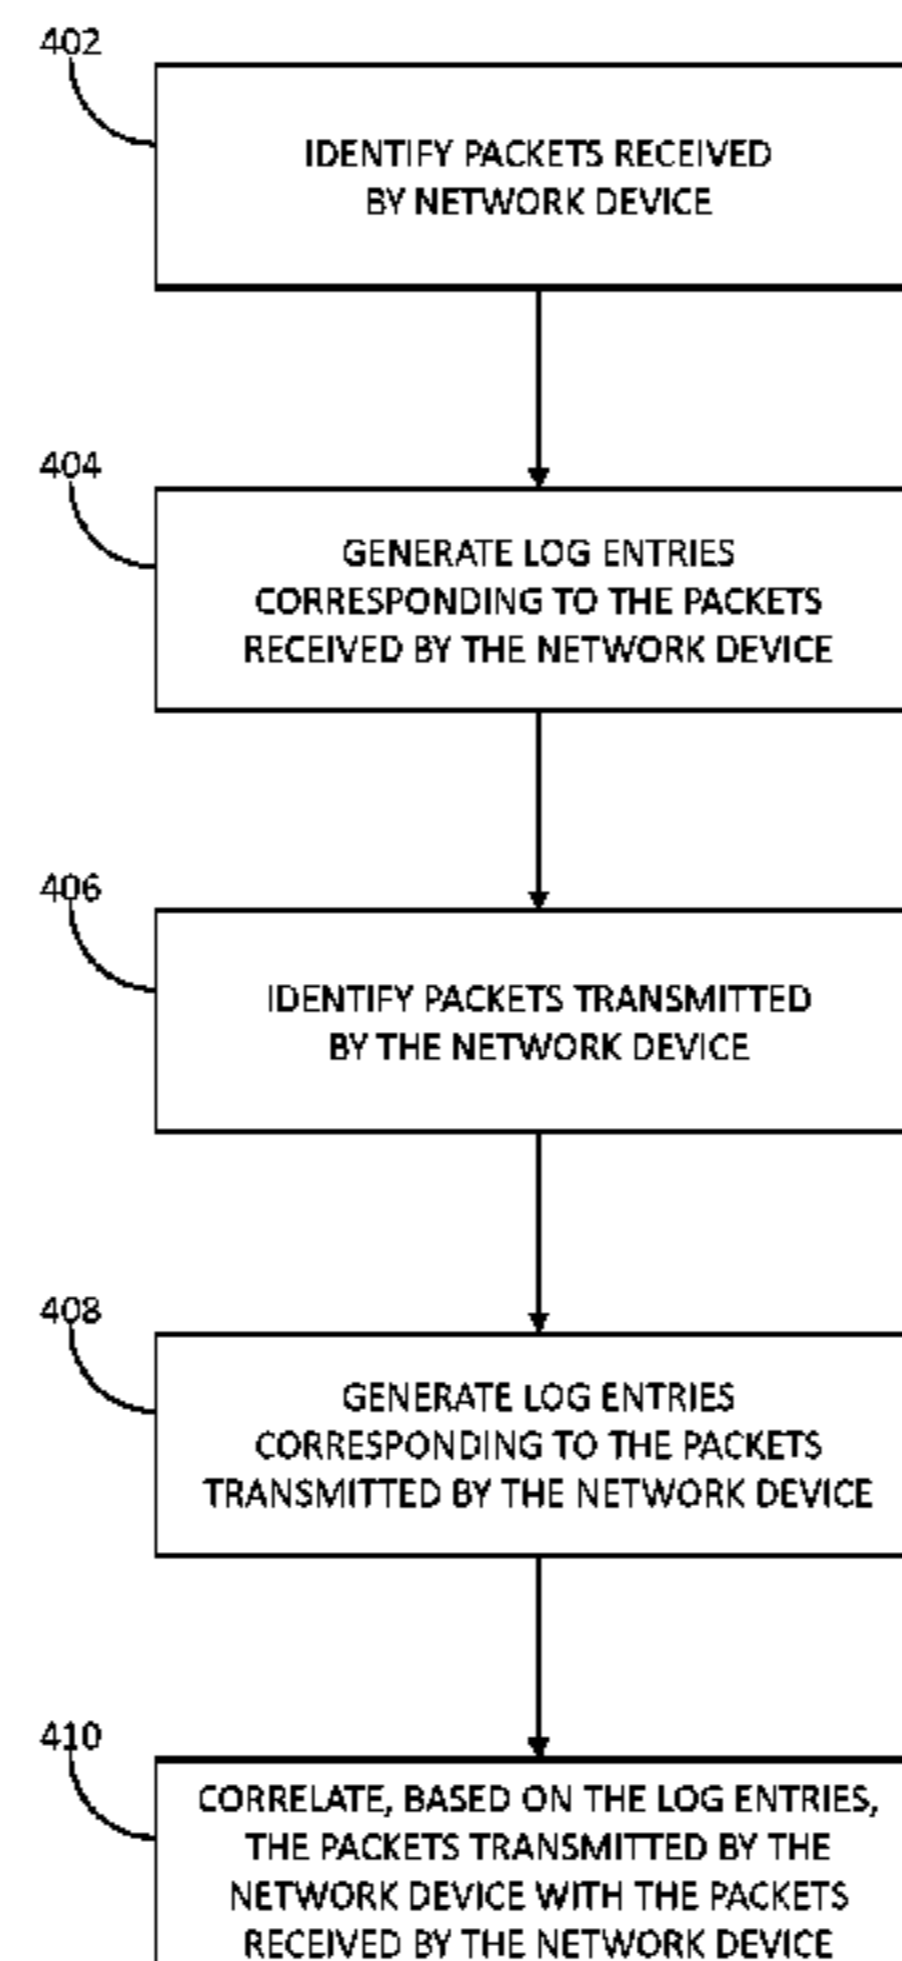 402
IDENTIFY PACKETS RECEIVED
BY NETWORK DEVICE
404
GENERATE LOG ENTRIES
CORRESPONDING TO THE PACKETS
RECEIVED BY THE NETWORK DEVICE
406
IDENTIFY PACKETS TRANSMITTED
BY THE NETWORK DEVICE
408
GENERATE LOG ENTRIES
CORRESPONDING TO THE PACKETS
TRANSMITTED BY THE NETWORK DEVICE
410
CORRELATE, BASED ON THE LOG ENTRIES,
THE PACKETS TRANSMITTED BY THE
NETWORK DEVICE WITH THE PACKETS
RECEIVED BY THE NETWORK DEVICE